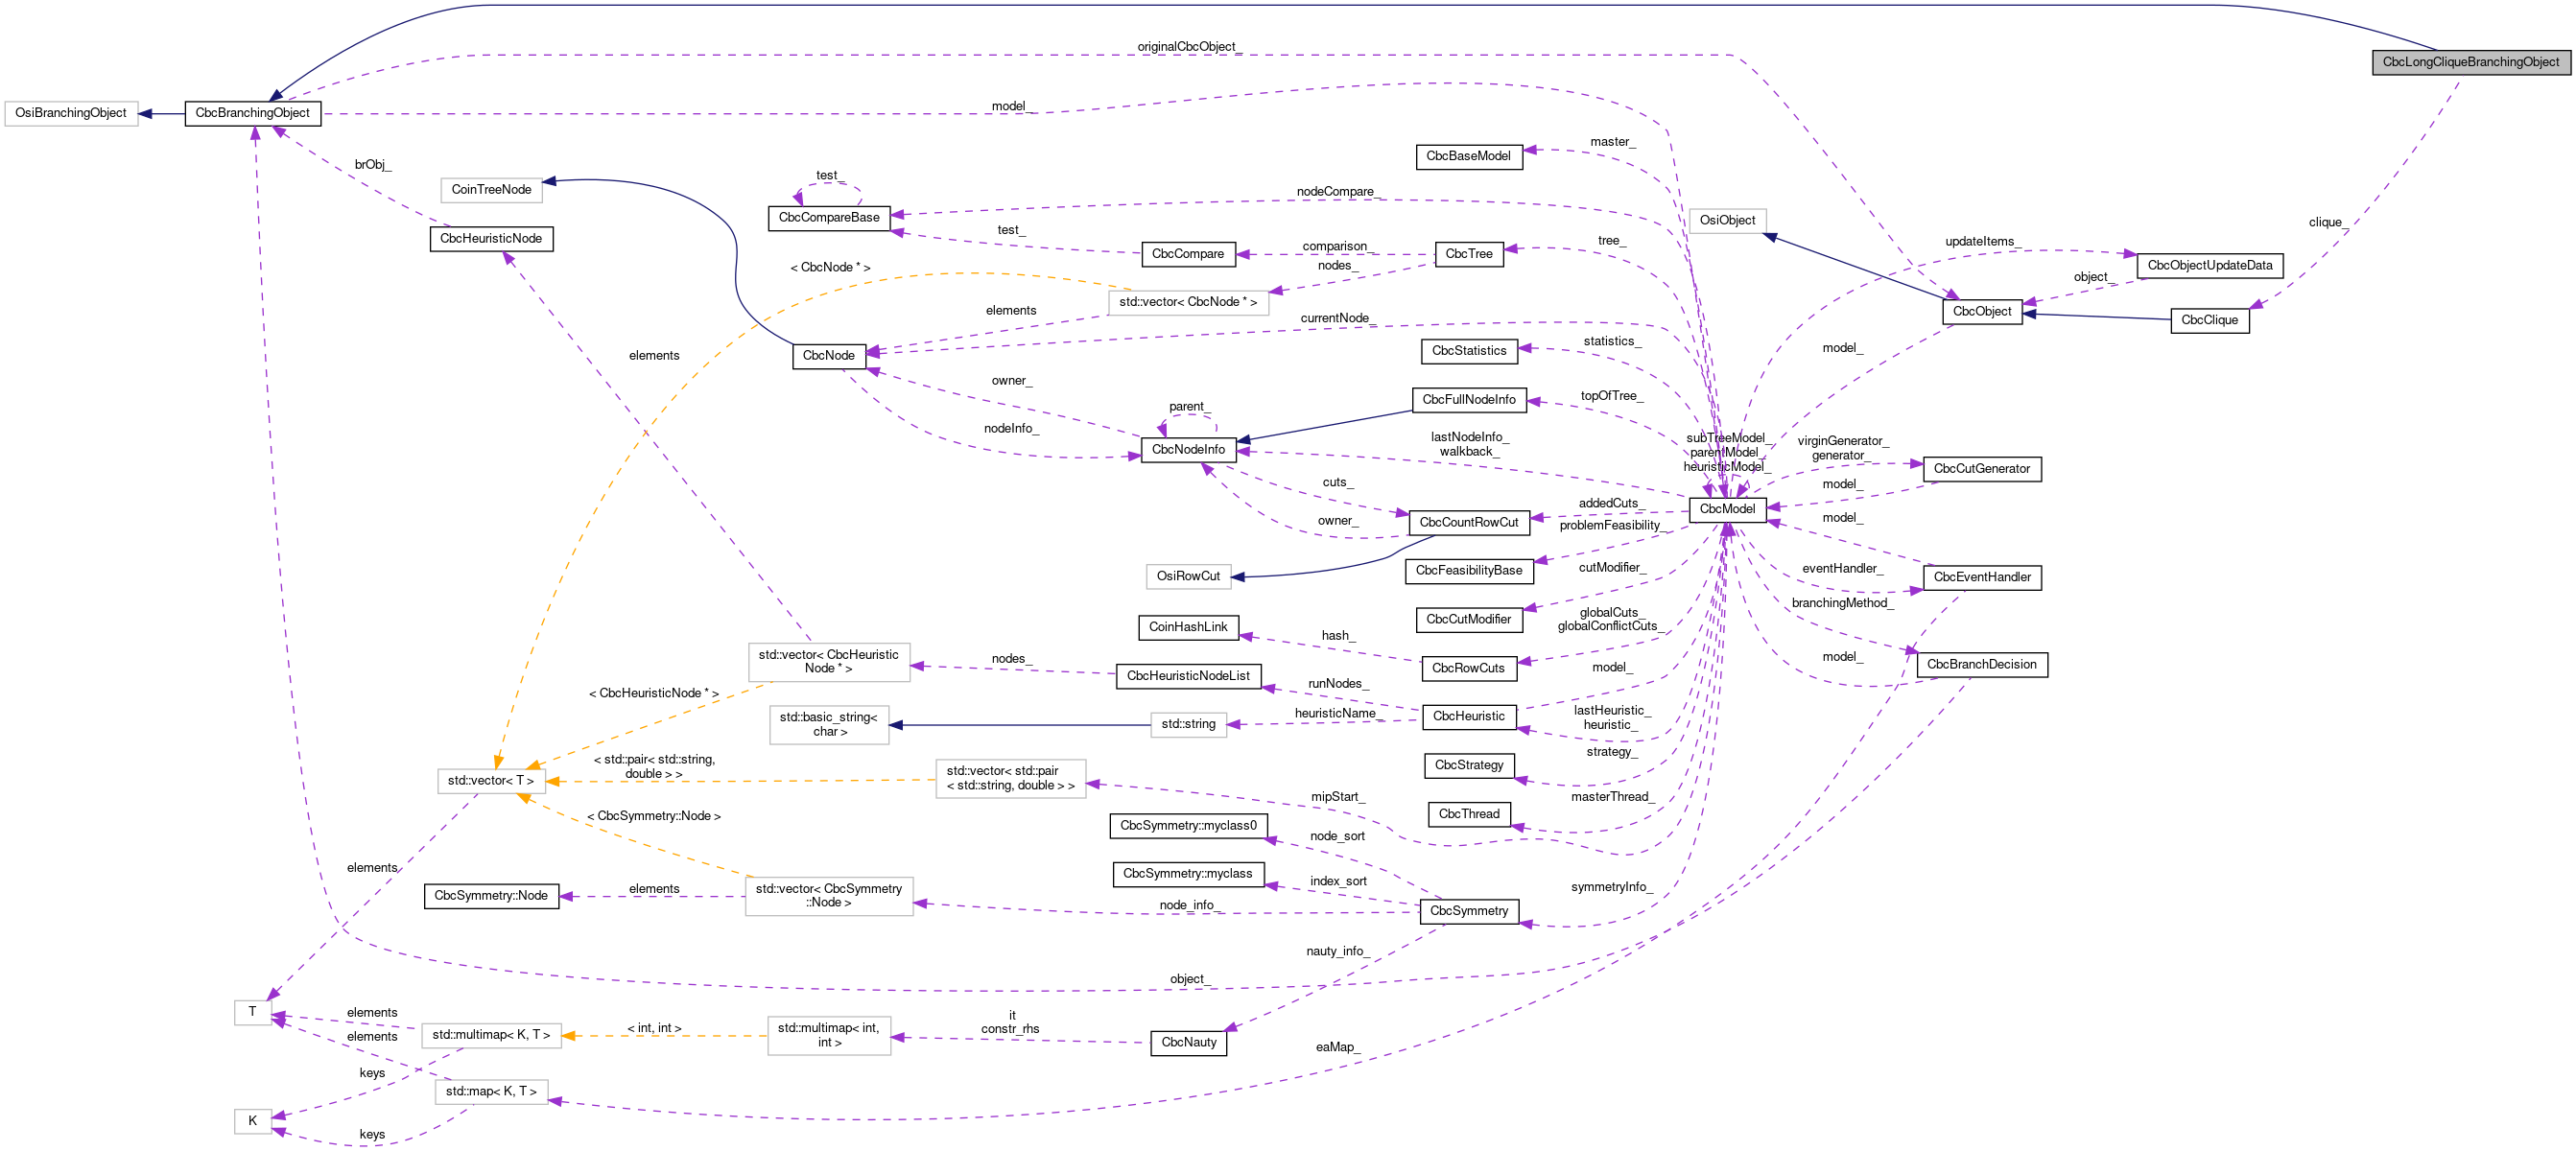 originalCbcObject_
CbcLongCliqueBranchingObject
OsiBranchingObject
CbcBranchingObject
model_
master_
CbcBaseModel
brObj_
CoinTreeNode
test_
nodeCompare_
CbcCompareBase
OsiObject
clique_
CbcHeuristicNode
test_
CbcCompare
comparison_
CbcTree
tree_
updateItems_
CbcObjectUpdateData
< CbcNode * >
nodes_
object_
std::vector< CbcNode * >
elements
currentNode_
CbcObject
CbcClique
elements
CbcNode
CbcStatistics
statistics_
model_
owner_
CbcFullNodeInfo
topOfTree_
parent_
nodeInfo_
CbcNodeInfo
lastNodeInfo_
walkback_
subTreeModel_
parentModel_
heuristicModel_
virginGenerator_
generator_
CbcCutGenerator
cuts_
model_
addedCuts_
CbcModel
owner_
CbcCountRowCut
problemFeasibility_
model_
OsiRowCut
CbcFeasibilityBase
cutModifier_
eventHandler_
CbcEventHandler
CoinHashLink
CbcCutModifier
globalCuts_
globalConflictCuts_
branchingMethod_
hash_
std::vector< CbcHeuristic
Node * >
nodes_
CbcHeuristicNodeList
CbcRowCuts
model_
model_
CbcBranchDecision
< CbcHeuristicNode * >
runNodes_
std::basic_string<
char >
std::string
heuristicName_
CbcHeuristic
lastHeuristic_
heuristic_
< std::pair< std::string,
double > >
strategy_
std::vector< T >
std::vector< std::pair
< std::string, double > >
CbcStrategy
mipStart_
masterThread_
< CbcSymmetry::Node >
CbcSymmetry::myclass0
node_sort
CbcThread
elements
CbcSymmetry::myclass
index_sort
CbcSymmetry::Node
elements
std::vector< CbcSymmetry
::Node >
node_info_
CbcSymmetry
symmetryInfo_
nauty_info_
object_
T
elements
std::multimap< K, T >
< int, int >
std::multimap< int,
int >
it
constr_rhs
CbcNauty
elements
eaMap_
keys
std::map< K, T >
K
keys